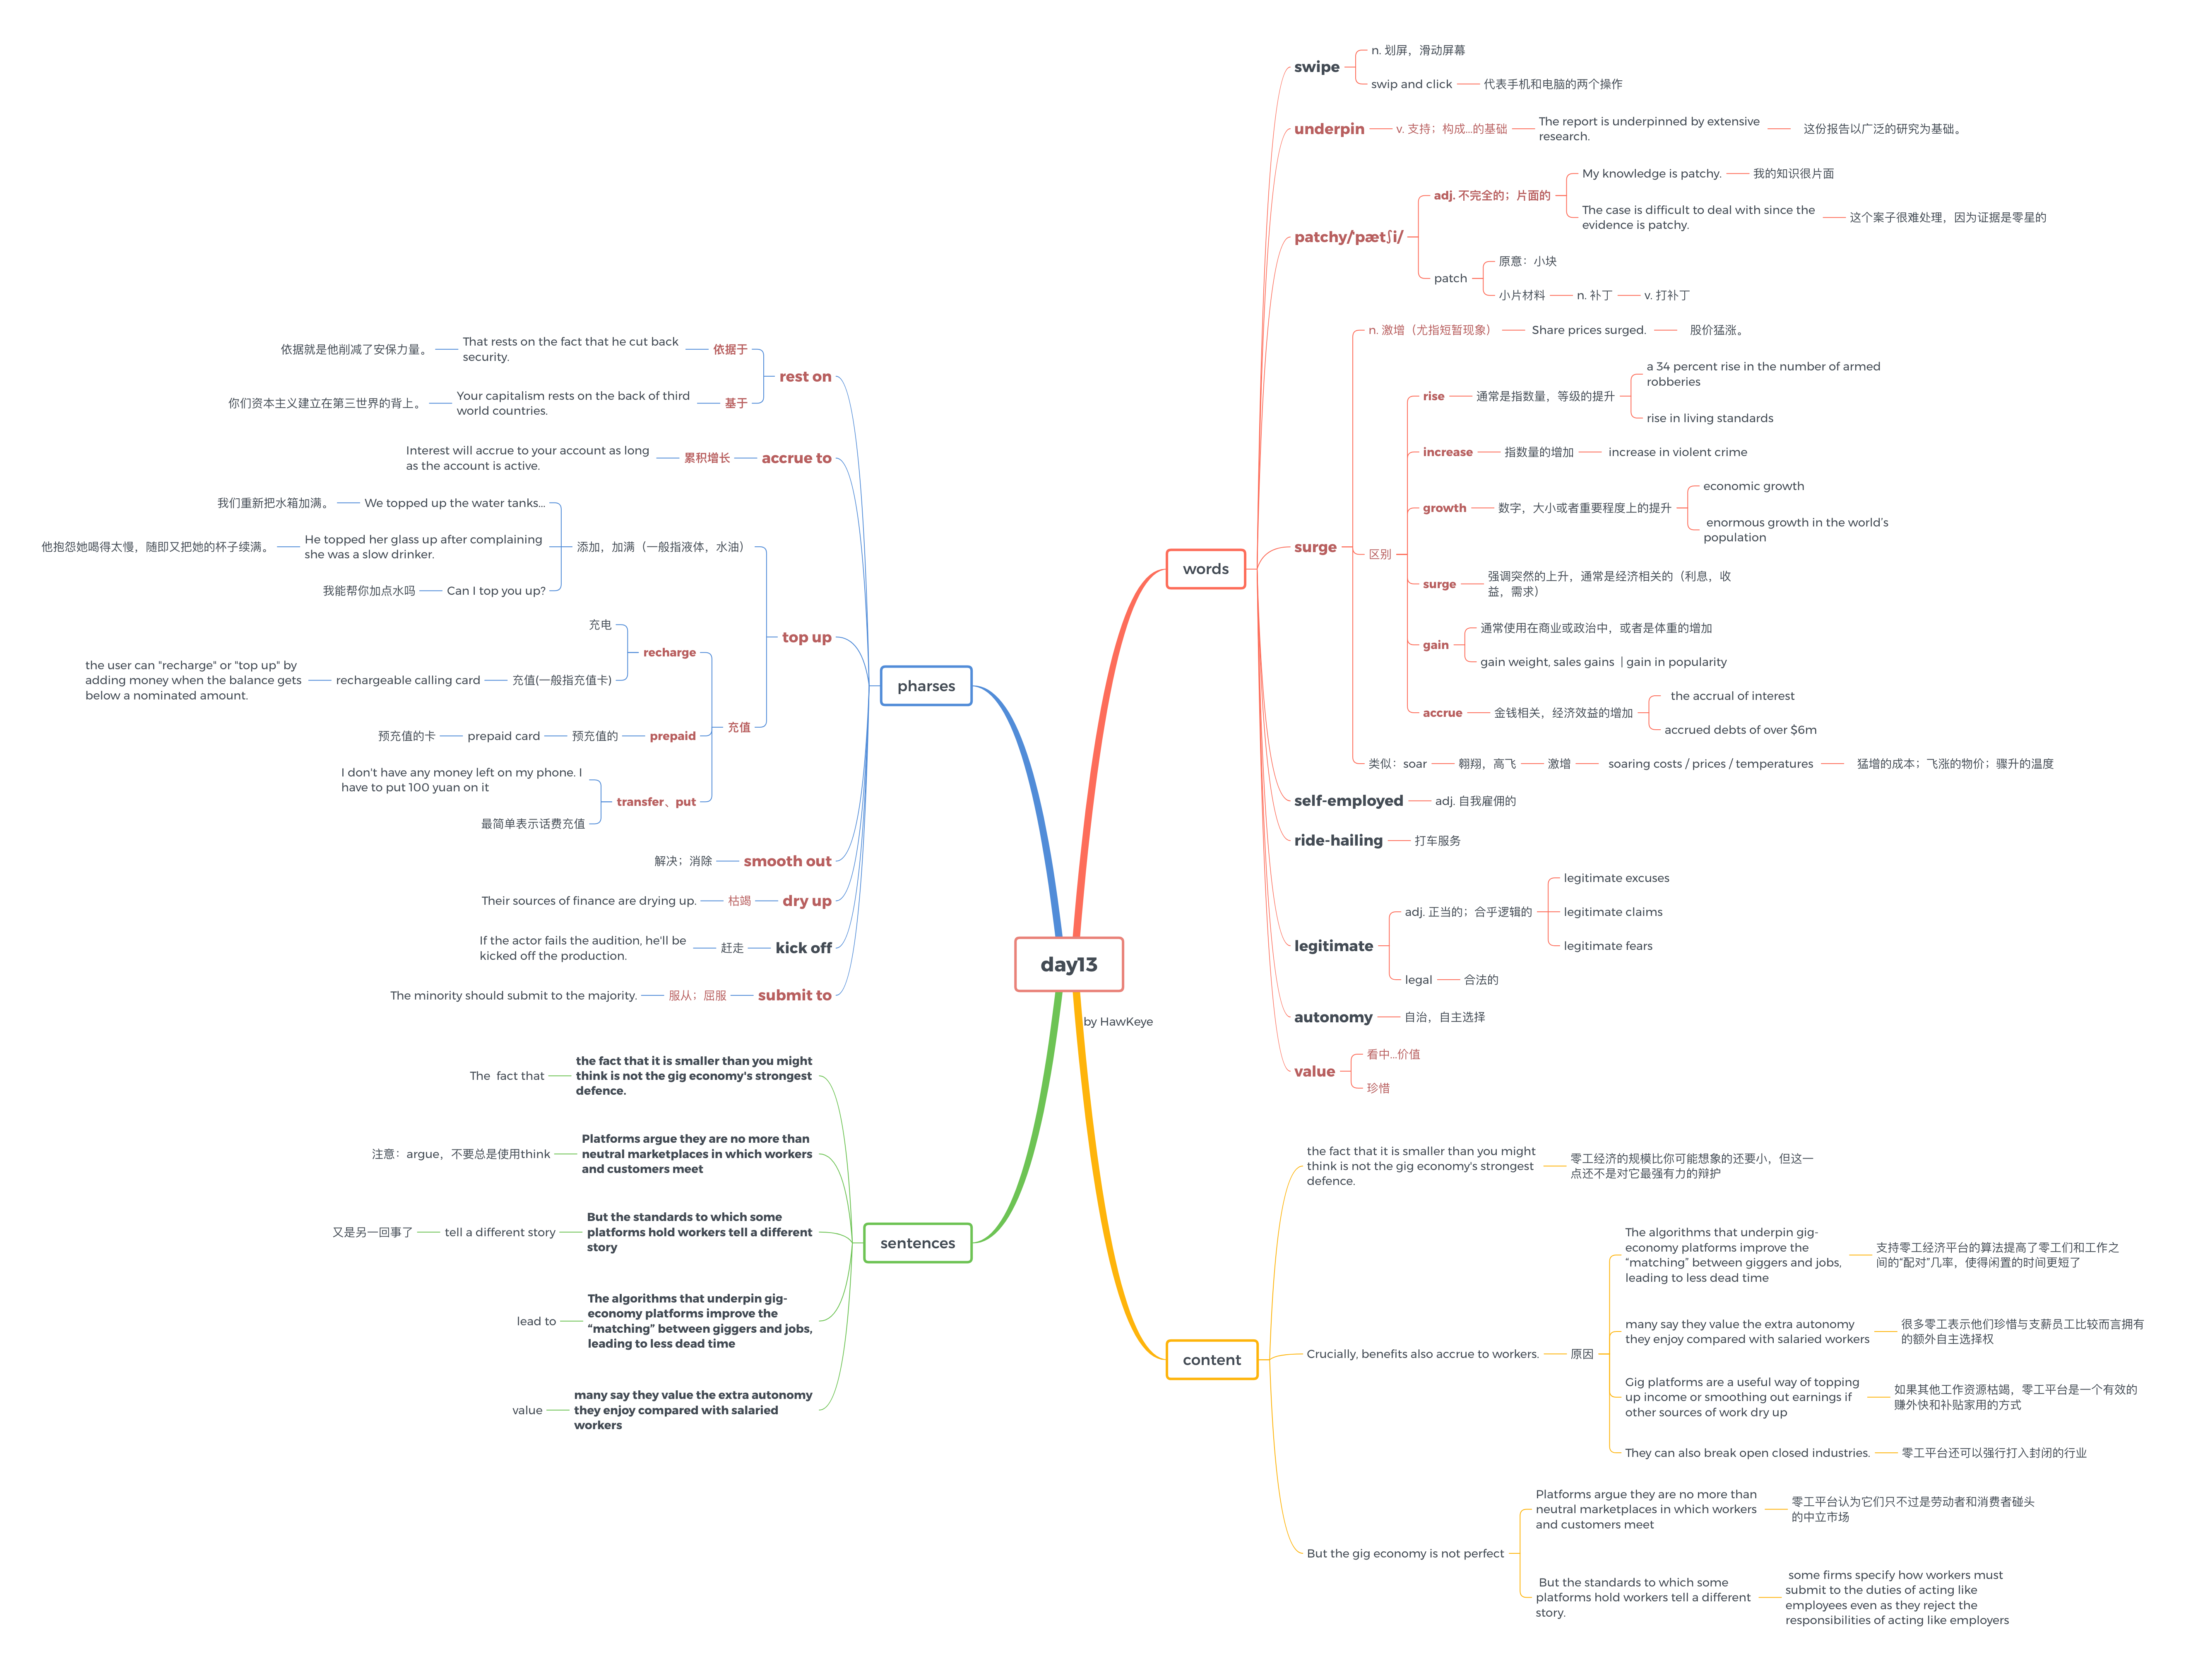 day13
by HawKeye
words
swipe
n. 划屏，滑动屏幕
swip and click
代表手机和电脑的两个操作
underpin
v. 支持；构成...的基础
The report is underpinned by extensive
research.
这份报告以广泛的研究为基础。
patchy/ˈpætʃi/
adj. 不完全的；片面的
My knowledge is patchy.
我的知识很片面
The case is difficult to deal with since the
evidence is patchy.
这个案子很难处理，因为证据是零星的
patch
原意：小块
小片材料
n. 补丁
v. 打补丁
surge
n. 激增（尤指短暂现象）
Share prices surged.
股价猛涨。
区别
rise
通常是指数量，等级的提升
a 34 percent rise in the number of armed
robberies
rise in living standards
increase
指数量的增加
increase in violent crime
growth
数字，大小或者重要程度上的提升
economic growth
enormous growth in the world's
population
surge
强调突然的上升，通常是经济相关的（利息，收
益，需求）
gain
通常使用在商业或政治中，或者是体重的增加
gain weight, sales gains | gain in popularity
accrue
金钱相关，经济效益的增加
the accrual of interest
accrued debts of over $6m
类似：soar
翱翔，高飞
激增
soaring costs / prices / temperatures
猛增的成本；飞涨的物价；骤升的温度
self-employed
adj. 自我雇佣的
ride-hailing
打车服务
legitimate
adj. 正当的；合乎逻辑的
legitimate excuses
legitimate claims
legitimate fears
legal
合法的
autonomy
自治，自主选择
value
看中...价值
珍惜
pharses
rest on
依据于
That rests on the fact that he cut back
security.
依据就是他削减了安保力量。
基于
Your capitalism rests on the back of third
world countries.
你们资本主义建立在第三世界的背上。
accrue to
累积增长
Interest will accrue to your account as long
as the account is active.
top up
添加，加满（一般指液体，水油）
We topped up the water tanks...
我们重新把水箱加满。
He topped her glass up after complaining
she was a slow drinker.
他抱怨她喝得太慢，随即又把她的杯子续满。
Can I top you up?
我能帮你加点水吗
充值
recharge
充电
充值(一般指充值卡)
rechargeable calling card
the user can "recharge" or "top up" by
adding money when the balance gets
below a nominated amount.
prepaid
预充值的
prepaid card
预充值的卡
transfer、put
I don't have any money left on my phone. I
have to put 100 yuan on it
最简单表示话费充值
smooth out
解决；消除
dry up
枯竭
Their sources of finance are drying up.
kick off
赶走
If the actor fails the audition, he'll be
kicked off the production.
submit to
服从；屈服
The minority should submit to the majority.
sentences
the fact that it is smaller than you might
think is not the gig economy's strongest
defence.
The fact that
Platforms argue they are no more than
neutral marketplaces in which workers
and customers meet
注意：argue，不要总是使用think
But the standards to which some
platforms hold workers tell a different
story
tell a different story
又是另一回事了
The algorithms that underpin gig-
economy platforms improve the
“matching” between giggers and jobs,
leading to less dead time
lead to
many say they value the extra autonomy
they enjoy compared with salaried
workers
value
content
the fact that it is smaller than you might
think is not the gig economy's strongest
defence.
零工经济的规模比你可能想象的还要小，但这一
点还不是对它最强有力的辩护
Crucially, benefits also accrue to workers.
原因
The algorithms that underpin gig-
economy platforms improve the
“matching” between giggers and jobs,
leading to less dead time
支持零工经济平台的算法提高了零工们和工作之
间的“配对”几率，使得闲置的时间更短了
many say they value the extra autonomy
they enjoy compared with salaried workers
很多零工表示他们珍惜与支薪员工比较而言拥有
的额外自主选择权
Gig platforms are a useful way of topping
up income or smoothing out earnings if
other sources of work dry up
如果其他工作资源枯竭，零工平台是一个有效的
赚外快和补贴家用的方式
They can also break open closed industries.
零工平台还可以强行打入封闭的行业
But the gig economy is not perfect
Platforms argue they are no more than
neutral marketplaces in which workers
and customers meet
零工平台认为它们只不过是劳动者和消费者碰头
的中立市场
But the standards to which some
platforms hold workers tell a different
story.
some firms specify how workers must
submit to the duties of acting like
employees even as they reject the
responsibilities of acting like employers